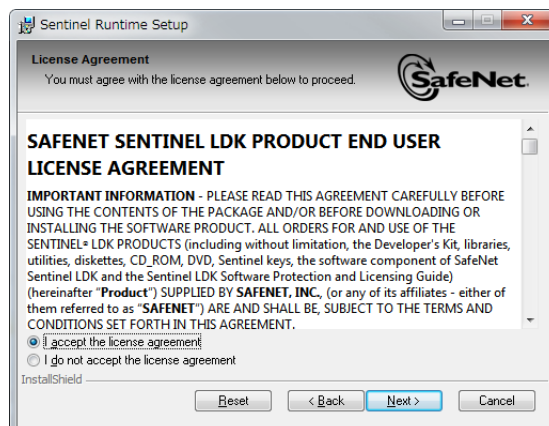 Sentinel Runtime Setup
License Agreement
You must agree with the license agreement below to proceed.
SafeNet.
SAFENET SENTINEL LDK PRODUCT END USER
LICENSE AGREEMENT
IMPORTANT INFORMATION - PLEASE READ THIS AGREEMENT CAREFULLY BEFORE
USING THE CONTENTS OF THE PACKAGE AND/OR BEFORE DOWNLOADING OR
INSTALLING THE SOFTWARE PRODUCT. ALL ORDERS FOR AND USE OF THE
SENTINEL® LDK PRODUCTS (including without limitation, the Developer's Kit, libraries,
utilities, diskettes, CD_ROM, DVD, Sentinel keys, the software component of SafeNet
Sentinel LDK and the Sentinel LDK Software Protection and Licensing Guide)
(hereinafter “Product”) SUPPLIED BY SAFENET, INC., (or any of its affiliates - either of
them referred to as “SAFENET”) ARE AND SHALL BE, SUBJECT TO THE TERMS AND
CONDITIONS SET FORTH IN THIS AGREEMENT.
I accept the license agreement
I do not accept the license agreement
InstallShield
Reset < Back Next > Cancel